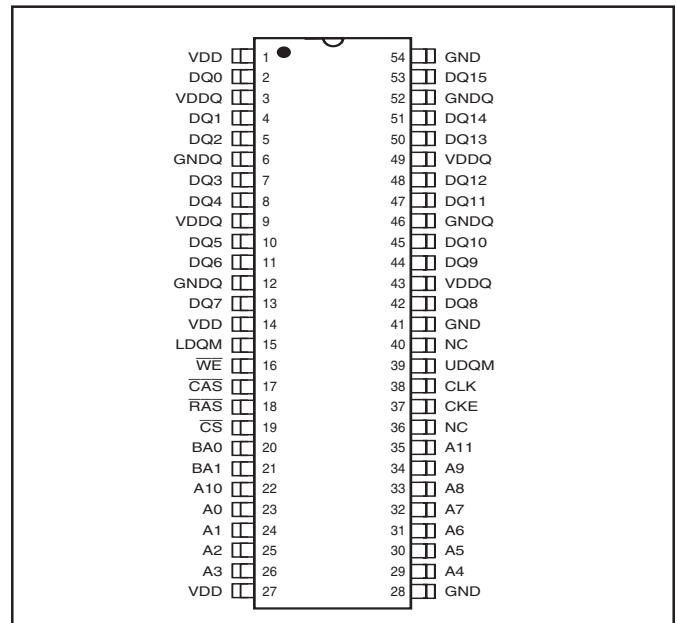 VDD 1 54 GND
DQ0 2 53 DQ15
VDDQ 3 52 GNDQ
DQ1 4 51 DQ14
DQ2 5 50 DQ13
GNDQ 6 49 VDDQ
DQ3 7 48 DQ12
DQ4 8 47 DQ11
VDDQ 9 46 GNDQ
DQ5 10 45 DQ10
DQ6 11 44 DQ9
GNDQ 12 43 VDDQ
DQ7 13 42 DQ8
VDD 14 41 GND
LDQM 15 40 NC
W̅E̅ 16 39 UDQM
C̅A̅S̅ 17 38 CLK
R̅A̅S̅ 18 37 CKE
C̅S̅ 19 36 NC
BA0 20 35 A11
BA1 21 34 A9
A10 22 33 A8
A0 23 32 A7
A1 24 31 A6
A2 25 30 A5
A3 26 29 A4
VDD 27 28 GND